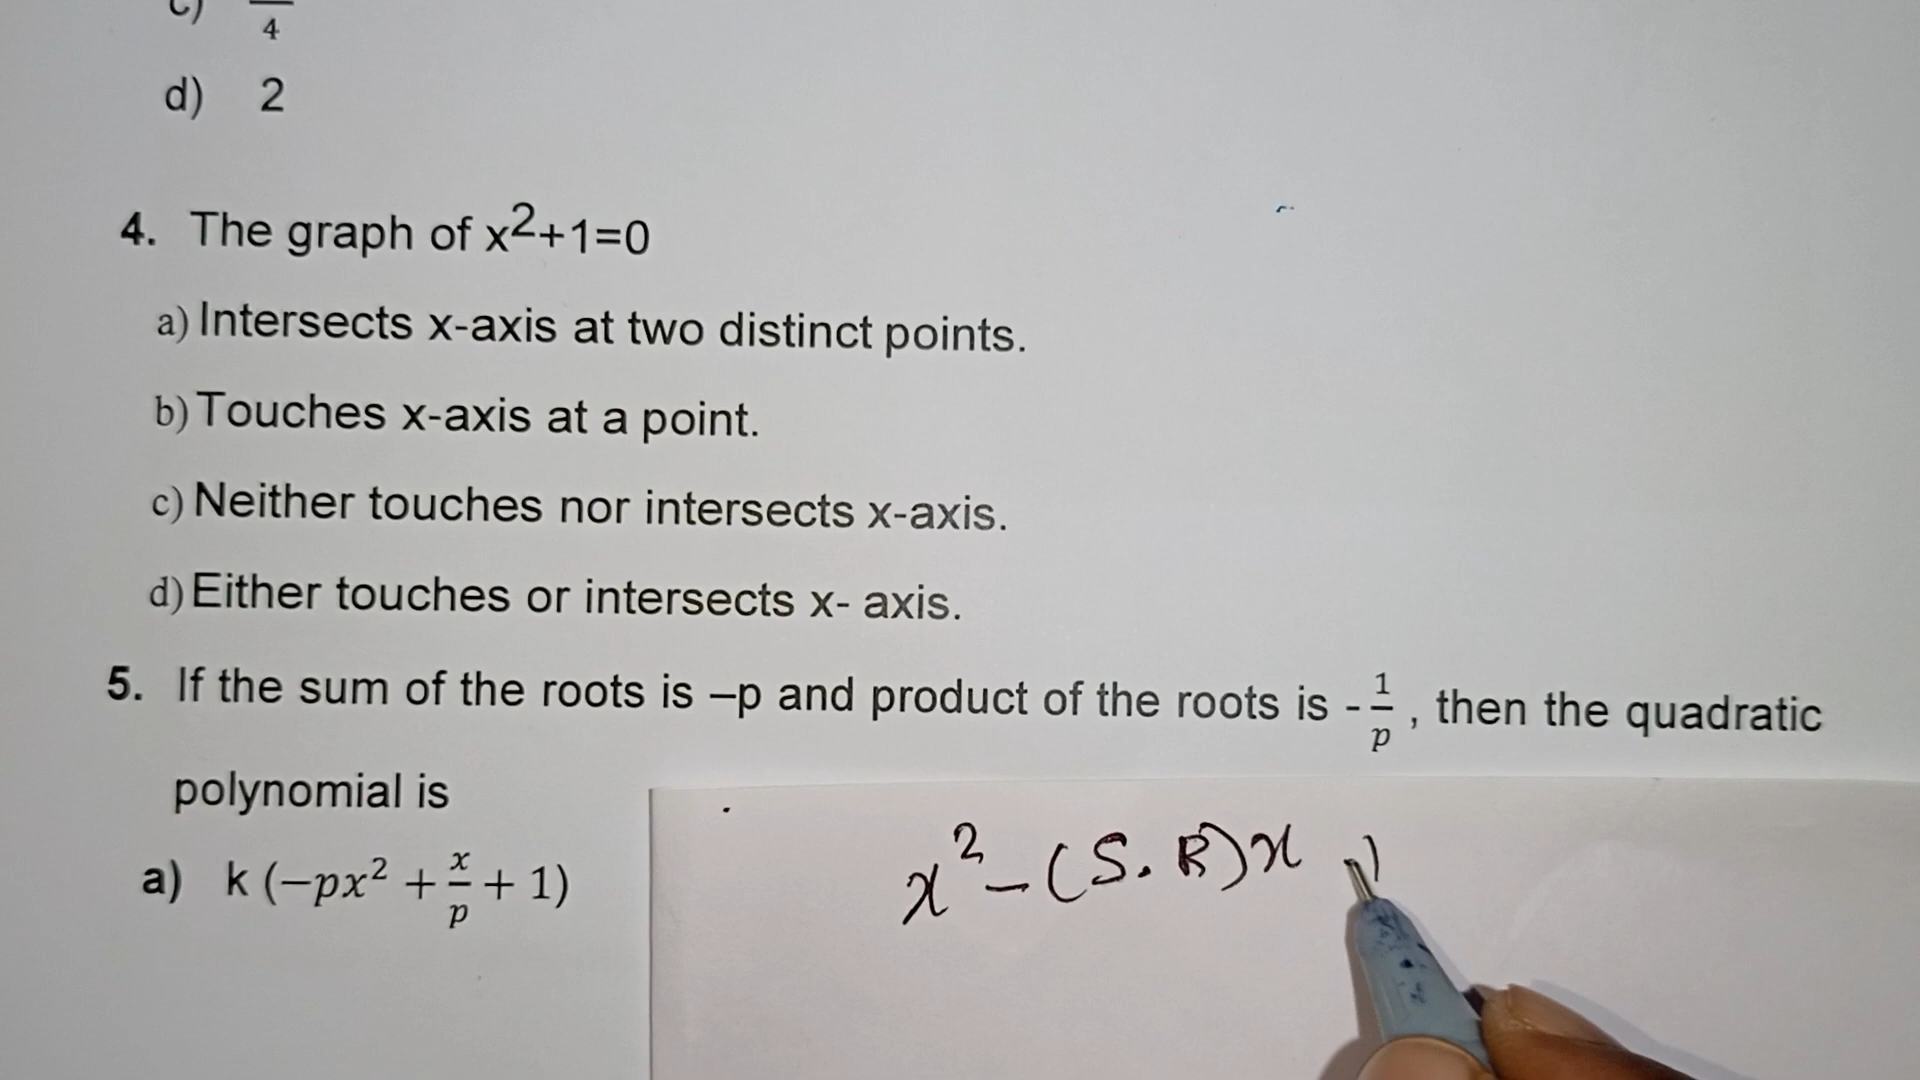 c) —/4
d) 2
4. The graph of x²+1=0
a) Intersects x-axis at two distinct points.
b) Touches x-axis at a point.
c) Neither touches nor intersects x-axis.
d) Either touches or intersects x- axis.
5. If the sum of the roots is –p and product of the roots is -1/p , then the quadratic
polynomial is
a) k (−px² + x/p + 1)
x² – (S. R)x